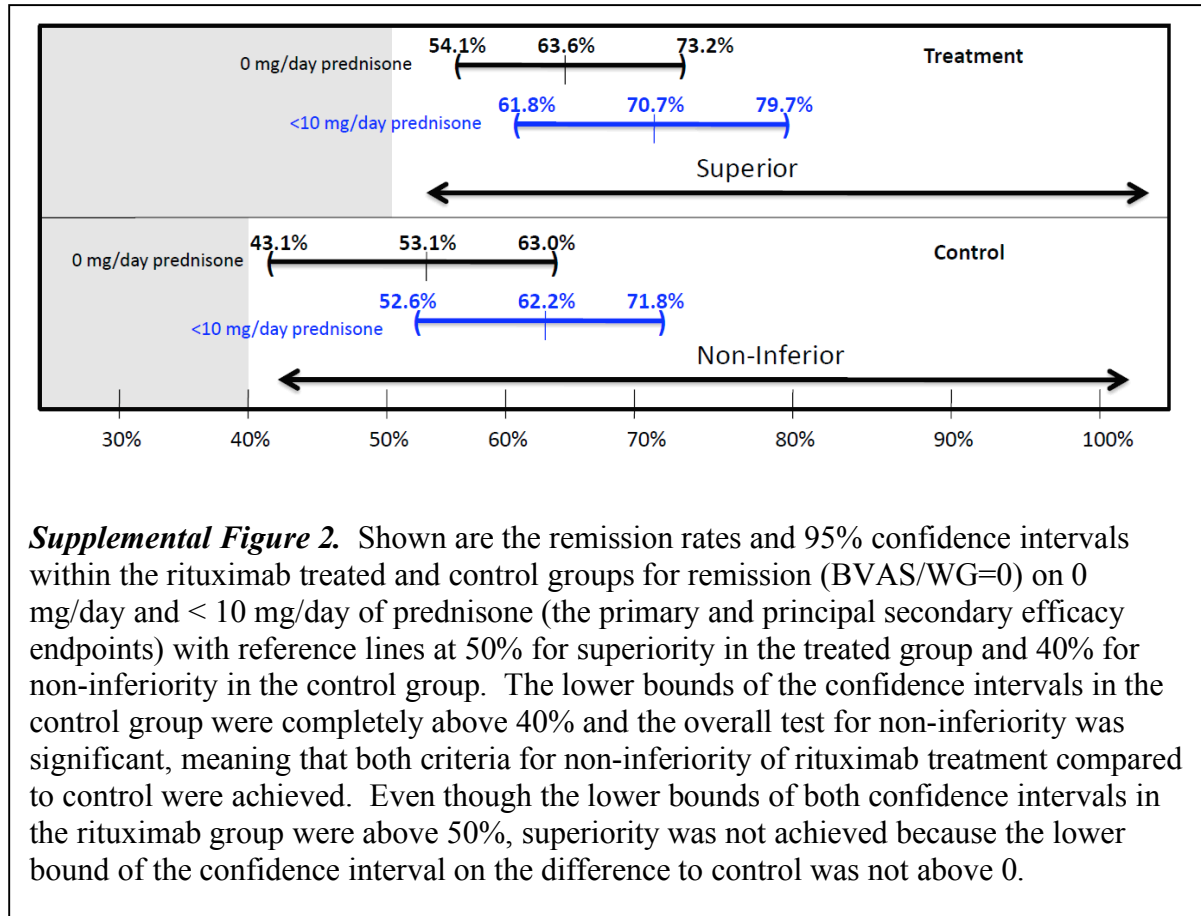 54.1% 63.6% 73.2%
0 mg/day prednisone
Treatment
61.8% 70.7% 79.7%
<10 mg/day prednisone
Superior
43.1% 53.1% 63.0%
0 mg/day prednisone
Control
52.6% 62.2% 71.8%
<10 mg/day prednisone
Non-Inferior
30% 40% 50% 60% 70% 80% 90% 100%
Supplemental Figure 2. Shown are the remission rates and 95% confidence intervals
within the rituximab treated and control groups for remission (BVAS/WG=0) on 0
mg/day and < 10 mg/day of prednisone (the primary and principal secondary efficacy
endpoints) with reference lines at 50% for superiority in the treated group and 40% for
non-inferiority in the control group. The lower bounds of the confidence intervals in the
control group were completely above 40% and the overall test for non-inferiority was
significant, meaning that both criteria for non-inferiority of rituximab treatment compared
to control were achieved. Even though the lower bounds of both confidence intervals in
the rituximab group were above 50%, superiority was not achieved because the lower
bound of the confidence interval on the difference to control was not above 0.